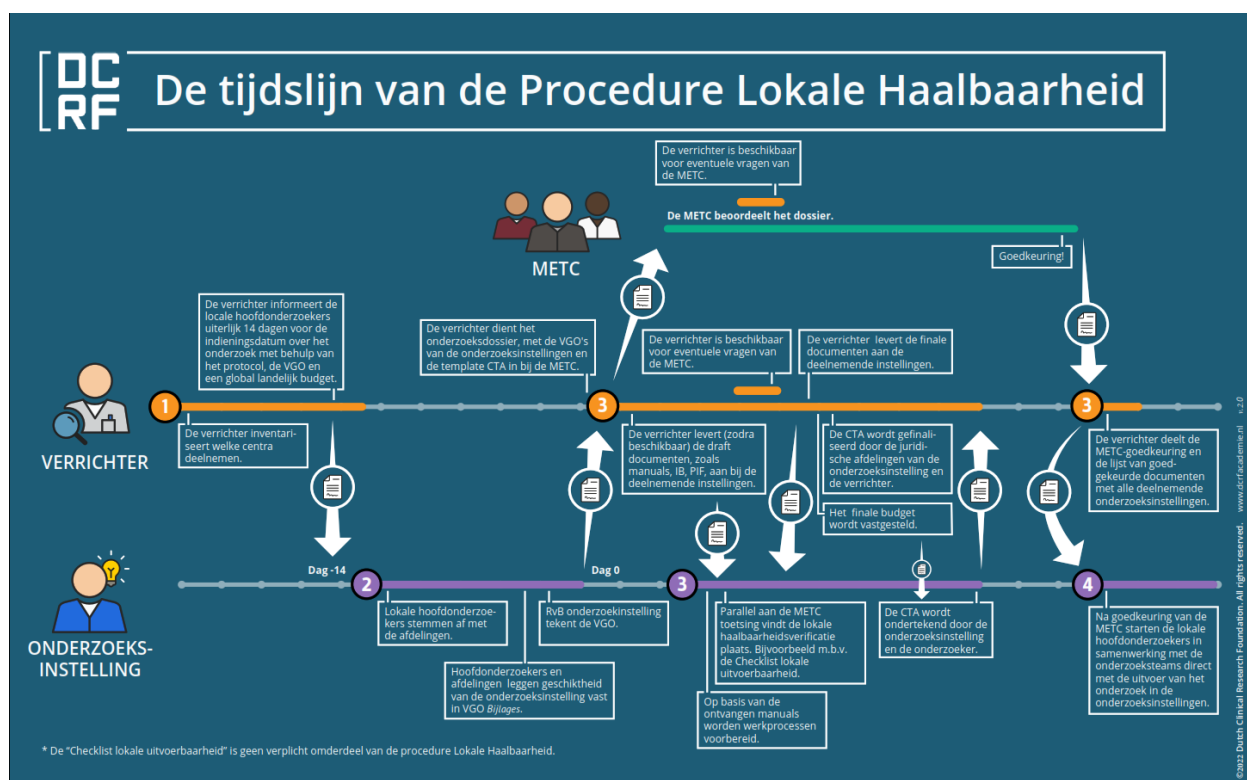 DC
RF
De tijdslijn van de Procedure Lokale Haalbaarheid
De verrichter is beschikbaar
voor eventuele vragen van
de METC.
De METC beoordeelt het dossier.
METC
Goedkeuring!
De verrichter informeert de
locale hoofdonderzoekers
uiterlijk 14 dagen voor de
indieningsdatum over het
onderzoek met behulp van
het protocol, de VGO en
een global landelijk budget.
De verrichter dient het
onderzoeksdossier, met de VGO's
van de onderzoeksinstellingen en
de template CTA in bij de METC.
De verrichter is beschikbaar
voor eventuele vragen van
de METC.
De verrichter levert de finale
documenten aan de
deelnemende instellingen.
1
3
3
VERRICHTER
De verrichter inventari-
seert welke centra
deelnemen.
De verrichter levert (zodra
beschikbaar) de draft
documenten, zoals
manuals, IB, PIF, aan bij de
deelnemende instellingen.
De CTA wordt gefinali-
seerd door de juridi-
sche afdelingen van de
onderzoeksinstelling en
de verrichter.
Het finale budget
wordt vastgesteld.
De verrichter deelt de
METC-goedkeuring en
de lijst van goed-
gekeurde documenten
met alle deelnemende
onderzoeksinstellingen.
Dag -14
Dag 0
2
3
4
ONDERZOEKS-
INSTELLING
Lokale hoofdonderzoe-
kers stemmen af met
de afdelingen.
RvB onderzoekinstelling
tekent de VGO.
Hoofdonderzoekers en
afdelingen leggen geschiktheid
van de onderzoeksinstelling vast
in VGO Bijlages.
Parallel aan de METC
toetsing vindt de lokale
haalbaarheidsverificatie
plaats. Bijvoorbeeld m.b.v.
de Checklist lokale
uitvoerbaarheid.
Op basis van de
ontvangen manuals
worden werkprocessen
voorbereid.
De CTA wordt
ondertekend door de
onderzoeksinstelling
en de onderzoeker.
Na goedkeuring van de
METC starten de lokale
hoofdonderzoekers in
samenwerking met de
onderzoeksteams direct
met de uitvoer van het
onderzoek in de
onderzoeksinstellingen.
* De “Checklist lokale uitvoerbaarheid” is geen verplicht omderdeel van de procedure Lokale Haalbaarheid.
©2022 Dutch Clinical Research Foundation. All rights reserved. www.dcrfacademie.nl v. 2.0